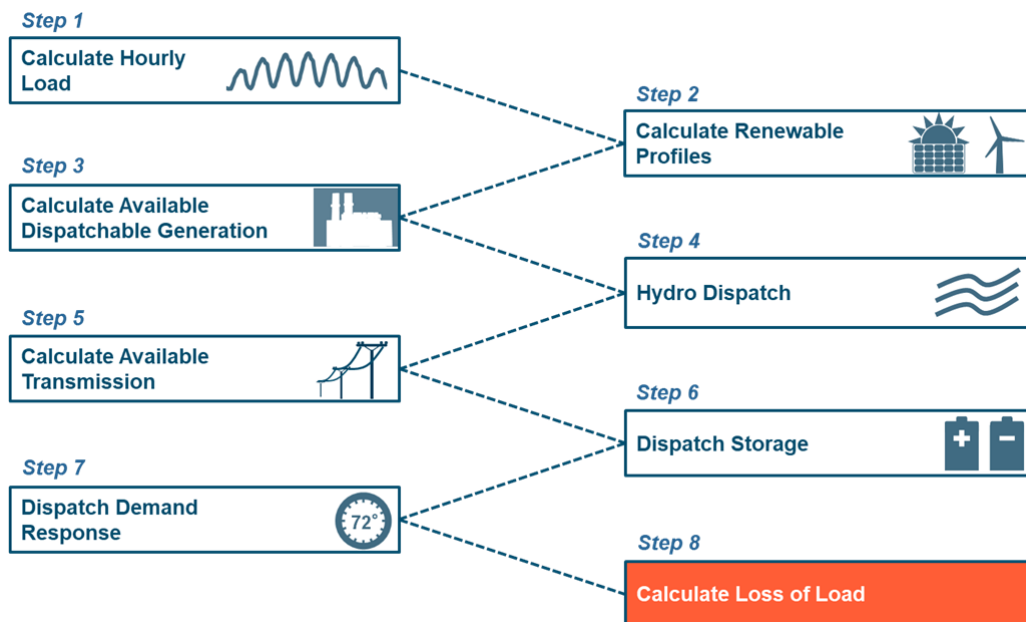 Step 1
Calculate Hourly
Load
Step 2
Calculate Renewable
Profiles
Step 3
Calculate Available
Dispatchable Generation
Step 4
Hydro Dispatch
Step 5
Calculate Available
Transmission
Step 6
Dispatch Storage
+ −
Step 7
Dispatch Demand
Response
72°
Step 8
Calculate Loss of Load